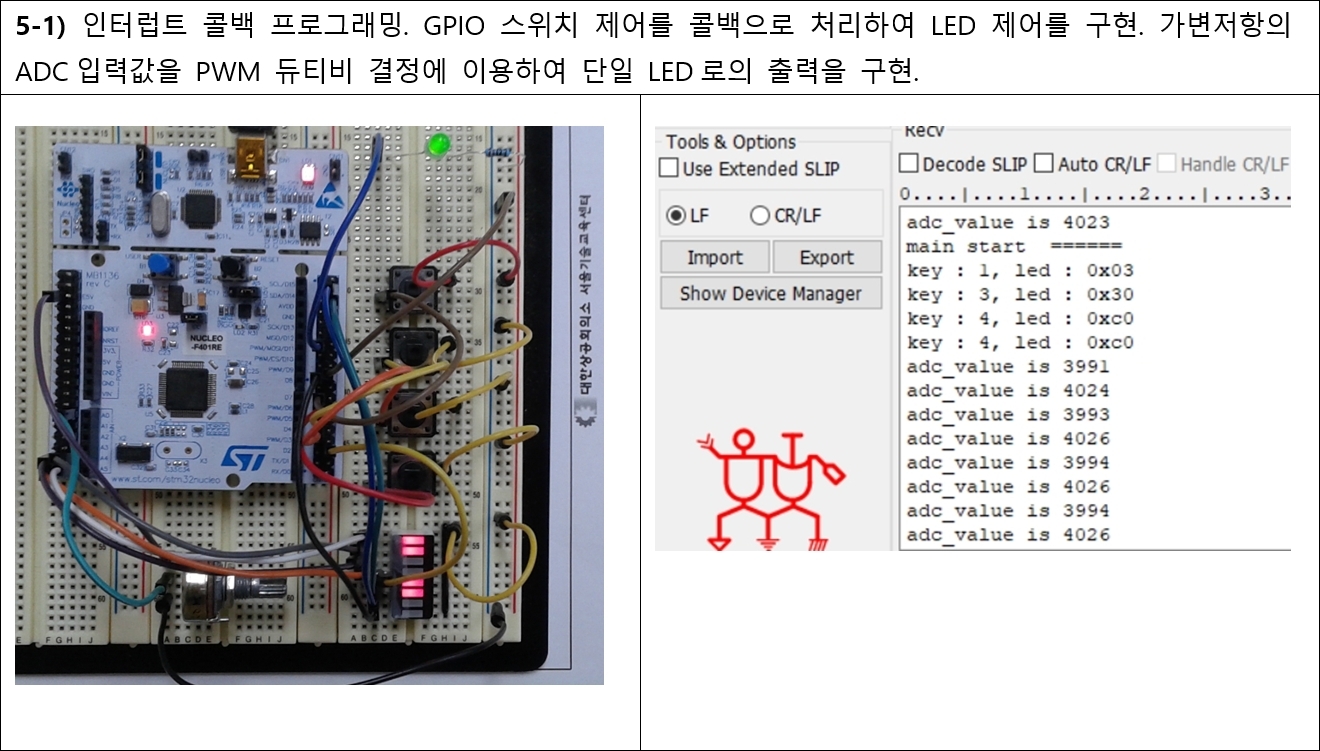 5-1) 인터럽트 콜백 프로그래밍. GPIO 스위치 제어를 콜백으로 처리하여 LED 제어를 구현. 가변저항의
ADC 입력값을 PWM 듀티비 결정에 이용하여 단일 LED로의 출력을 구현.
MB1136
rev C
USER
B1
RESET
B2
NUCLEO
-F401RE
www.st.com/stm32nucleo
대한상공회의소 서울기술교육센터
F G H I J
A B C D E
F G H I J
A B C D E
F G H I J
Tools & Options
Use Extended SLIP
LF
CR/LF
Import
Export
Show Device Manager
Recv
Decode SLIP
Auto CR/LF
Handle CR/LF
0....|....1....|....2....|....3..
adc_value is 4023
main start ======
key : 1, led : 0x03
key : 3, led : 0x30
key : 4, led : 0xc0
key : 4, led : 0xc0
adc_value is 3991
adc_value is 4024
adc_value is 3993
adc_value is 4026
adc_value is 3994
adc_value is 4026
adc_value is 3994
adc_value is 4026